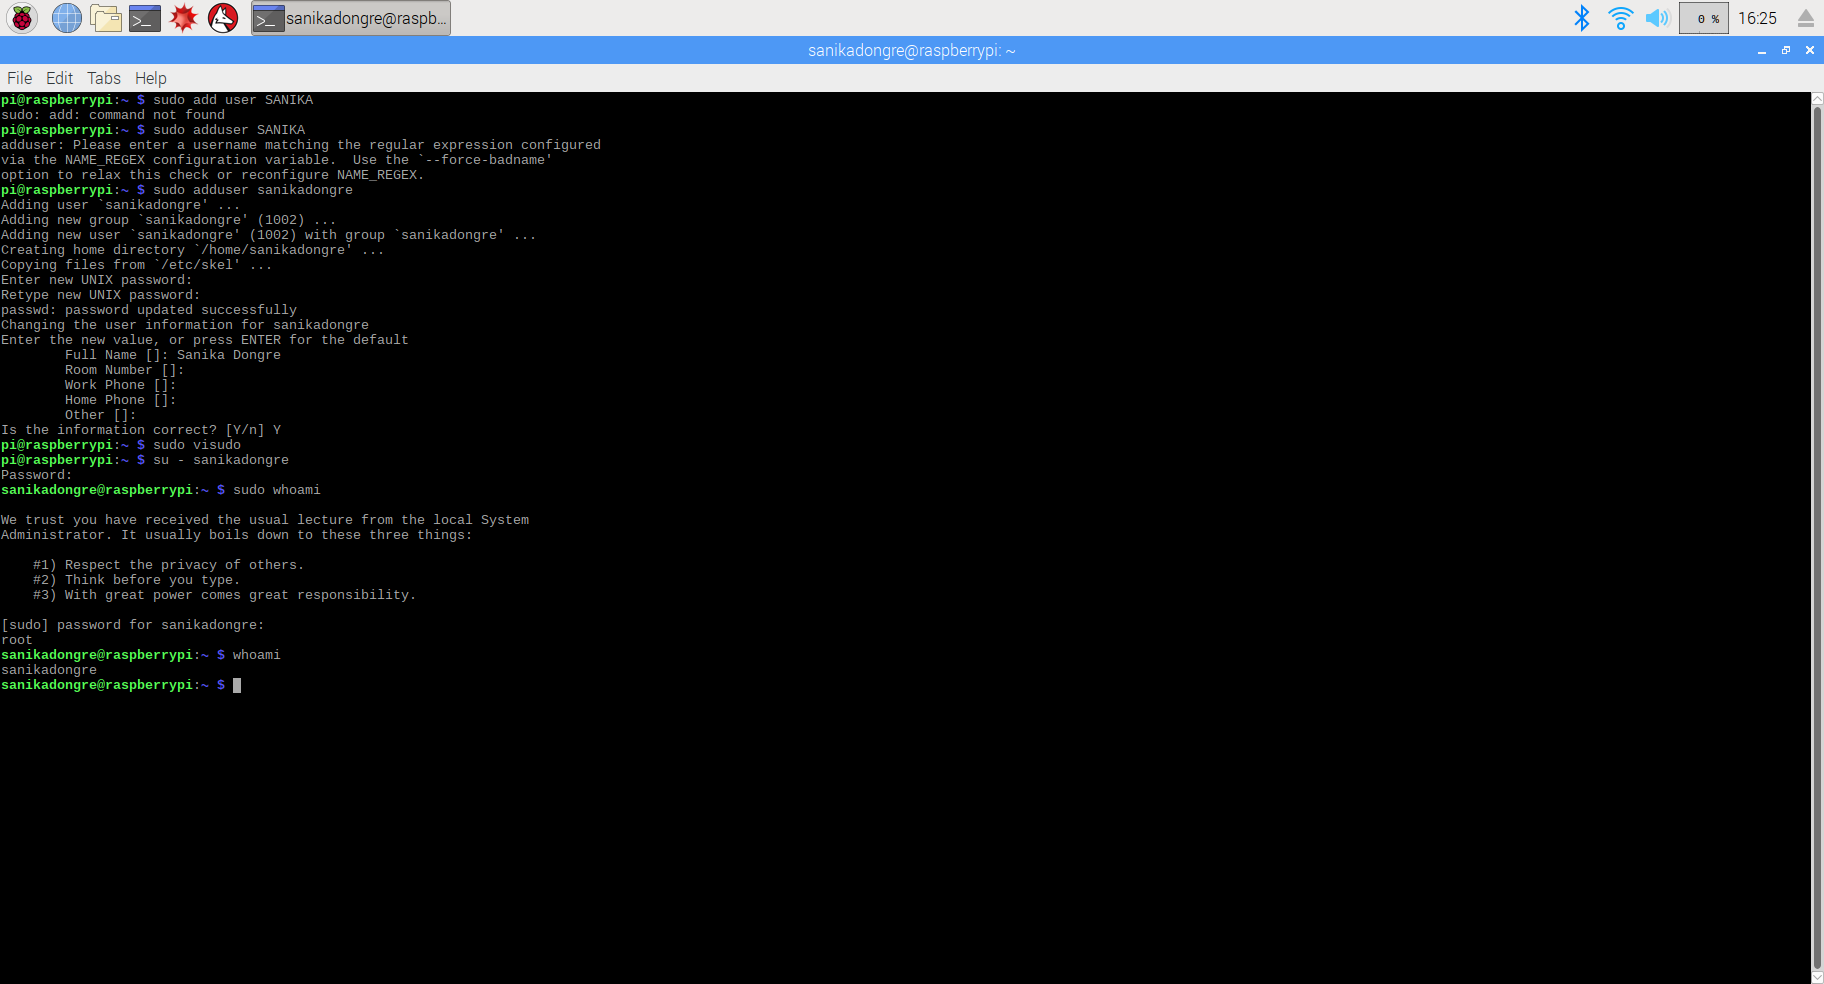 sanikadongre@raspb...
0 %
16:25
sanikadongre@raspberrypi: ~
File Edit Tabs Help
pi@raspberrypi:~ $ sudo add user SANIKA
sudo: add: command not found
pi@raspberrypi:~ $ sudo adduser SANIKA
adduser: Please enter a username matching the regular expression configured
via the NAME_REGEX configuration variable.  Use the `--force-badname'
option to relax this check or reconfigure NAME_REGEX.
pi@raspberrypi:~ $ sudo adduser sanikadongre
Adding user `sanikadongre' ...
Adding new group `sanikadongre' (1002) ...
Adding new user `sanikadongre' (1002) with group `sanikadongre' ...
Creating home directory `/home/sanikadongre' ...
Copying files from `/etc/skel' ...
Enter new UNIX password:
Retype new UNIX password:
passwd: password updated successfully
Changing the user information for sanikadongre
Enter the new value, or press ENTER for the default
        Full Name []: Sanika Dongre
        Room Number []:
        Work Phone []:
        Home Phone []:
        Other []:
Is the information correct? [Y/n] Y
pi@raspberrypi:~ $ sudo visudo
pi@raspberrypi:~ $ su - sanikadongre
Password:
sanikadongre@raspberrypi:~ $ sudo whoami

We trust you have received the usual lecture from the local System
Administrator. It usually boils down to these three things:

    #1) Respect the privacy of others.
    #2) Think before you type.
    #3) With great power comes great responsibility.

[sudo] password for sanikadongre:
root
sanikadongre@raspberrypi:~ $ whoami
sanikadongre
sanikadongre@raspberrypi:~ $